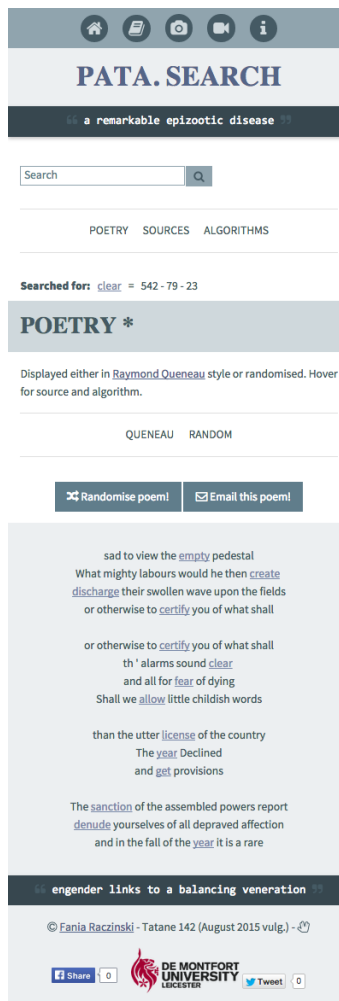 PATA. SEARCH
“ a remarkable epizootic disease ”
Search
POETRY SOURCES ALGORITHMS
Searched for: clear = 542 - 79 - 23
POETRY *
Displayed either in Raymond Queneau style or randomised. Hover
for source and algorithm.
QUENEAU RANDOM
Randomise poem! Email this poem!
sad to view the empty pedestal
What mighty labours would he then create
discharge their swollen wave upon the fields
or otherwise to certify you of what shall
or otherwise to certify you of what shall
th ' alarms sound clear
and all for fear of dying
Shall we allow little childish words
than the utter license of the country
The year Declined
and get provisions
The sanction of the assembled powers report
denude yourselves of all depraved affection
and in the fall of the year it is a rare
“ engender links to a balancing veneration ”
© Fania Raczinski - Tatane 142 (August 2015 vulg.) -
Share 0
DE MONTFORT
UNIVERSITY
LEICESTER
Tweet 0